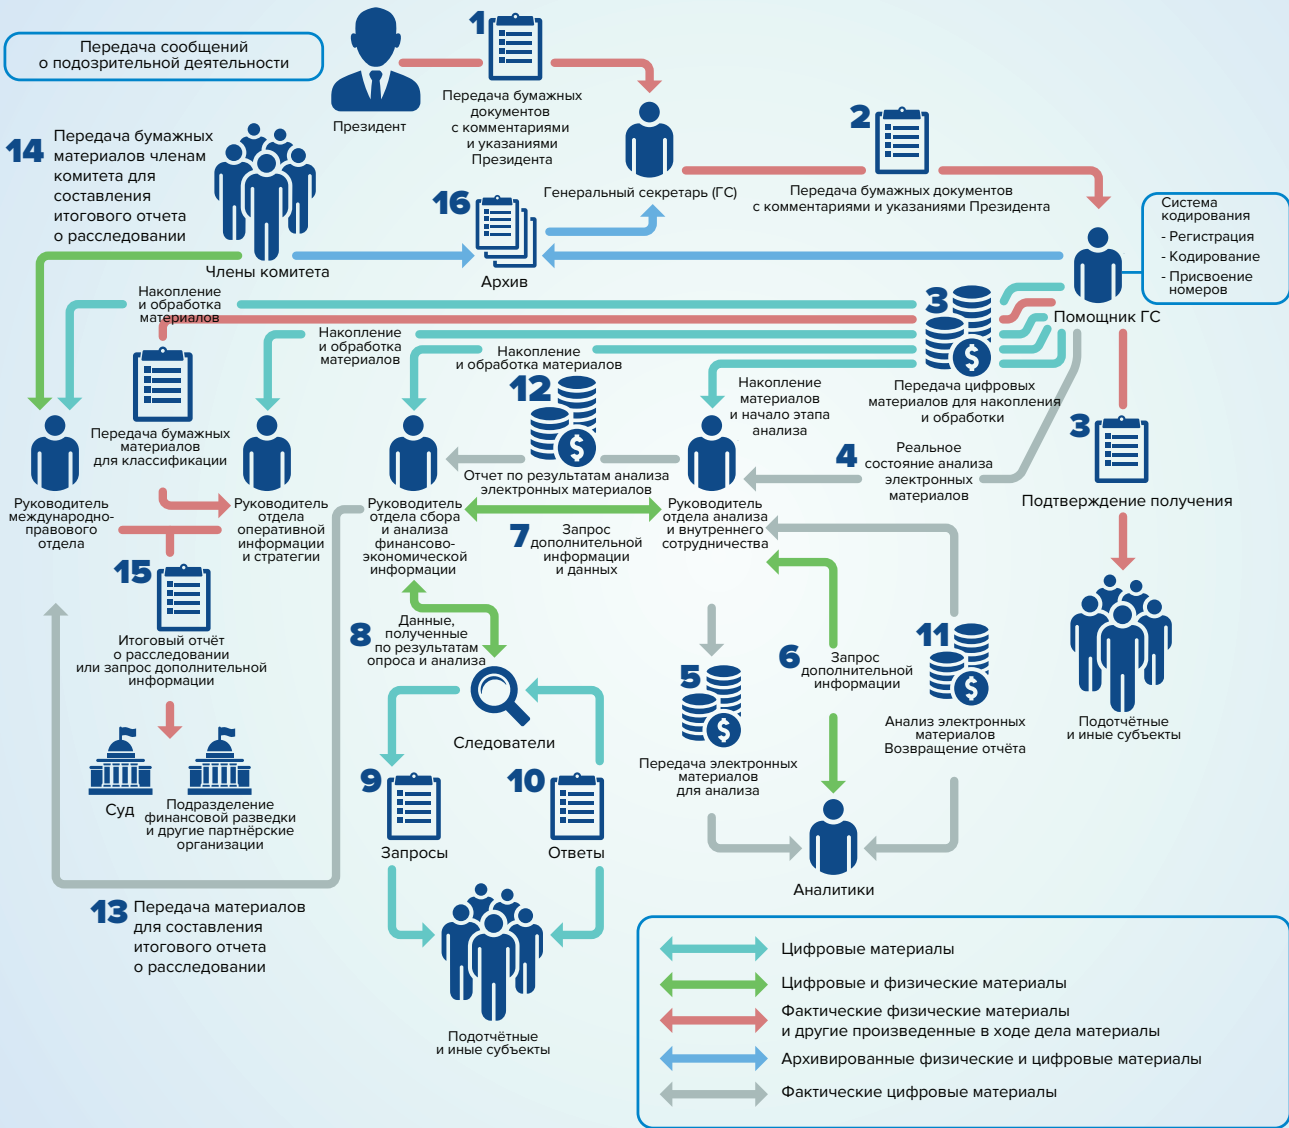 Передача сообщений
о подозрительной деятельности
Президент
1
Передача бумажных
документов
с комментариями
и указаниями
Президента
Генеральный секретарь (ГС)
2
Передача бумажных документов
с комментариями и указаниями Президента
Система
кодирования
- Регистрация
- Кодирование
- Присвоение
номеров
Помощник ГС
14
Передача бумажных
материалов членам
комитета для
составления
итогового отчета
о расследовании
Члены комитета
16
Архив
Накопление
и обработка
материалов
Накопление
и обработка
материалов
Накопление
и обработка материалов
3
Передача цифровых
материалов для накопления
и обработки
Накопление
материалов
и начало этапа
анализа
12
Отчет по результатам анализа
электронных материалов
4
Реальное
состояние анализа
электронных
материалов
3
Подтверждение получения
Передача бумажных
материалов
для классификации
Руководитель
международно-
правового
отдела
Руководитель
отдела
оперативной
информации
и стратегии
Руководитель
отдела сбора
и анализа
финансово-
экономической
информации
Руководитель
отдела анализа
и внутреннего
сотрудничества
7
Запрос
дополнительной
информации
и данных
15
Итоговый отчёт
о расследовании
или запрос дополнительной
информации
8
Данные,
полученные
по результатам
опроса и анализа
Следователи
5
Передача электронных
материалов
для анализа
6
Запрос
дополнительной
информации
11
Анализ электронных
материалов
Возвращение отчёта
Подотчётные
и иные субъекты
Суд
Подразделение
финансовой разведки
и другие партнёрские
организации
9
Запросы
10
Ответы
Аналитики
13
Передача материалов
для составления
итогового отчета
о расследовании
Подотчётные
и иные субъекты
Цифровые материалы
Цифровые и физические материалы
Фактические физические материалы
и другие произведенные в ходе дела материалы
Архивированные физические и цифровые материалы
Фактические цифровые материалы